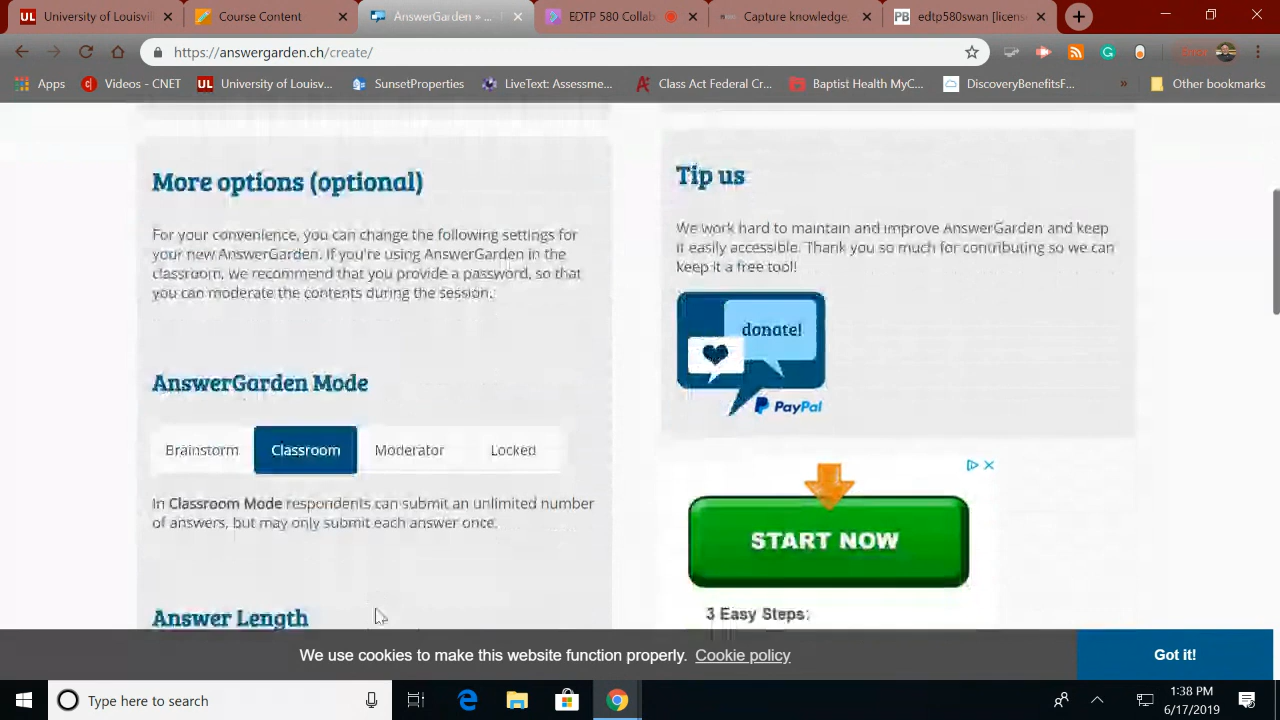 University of Louisvil
Course Content
AnswerGarden » ...
EDTP 580 Collab
Capture knowledge,
PB edtp580swan [license
https://answergarden.ch/create/
Apps
Videos - CNET
UL University of Louisv...
SunsetProperties
LiveText: Assessme...
Class Act Federal Cr...
Baptist Health MyC...
DiscoveryBenefitsF...
»
Other bookmarks
More options (optional)
For your convenience, you can change the following settings for
your new AnswerGarden. If you're using AnswerGarden in the
classroom, we recommend that you provide a password, so that
you can moderate the contents during the session.
AnswerGarden Mode
Brainstorm Classroom Moderator Locked
In Classroom Mode respondents can submit an unlimited number
of answers, but may only submit each answer once.
Answer Length
Tip us
We work hard to maintain and improve AnswerGarden and keep
it easily accessible. Thank you so much for contributing so we can
keep it a free tool!
donate!
PayPal
START NOW
3 Easy Steps:
We use cookies to make this website function properly. Cookie policy
Got it!
Type here to search
1:38 PM
6/17/2019